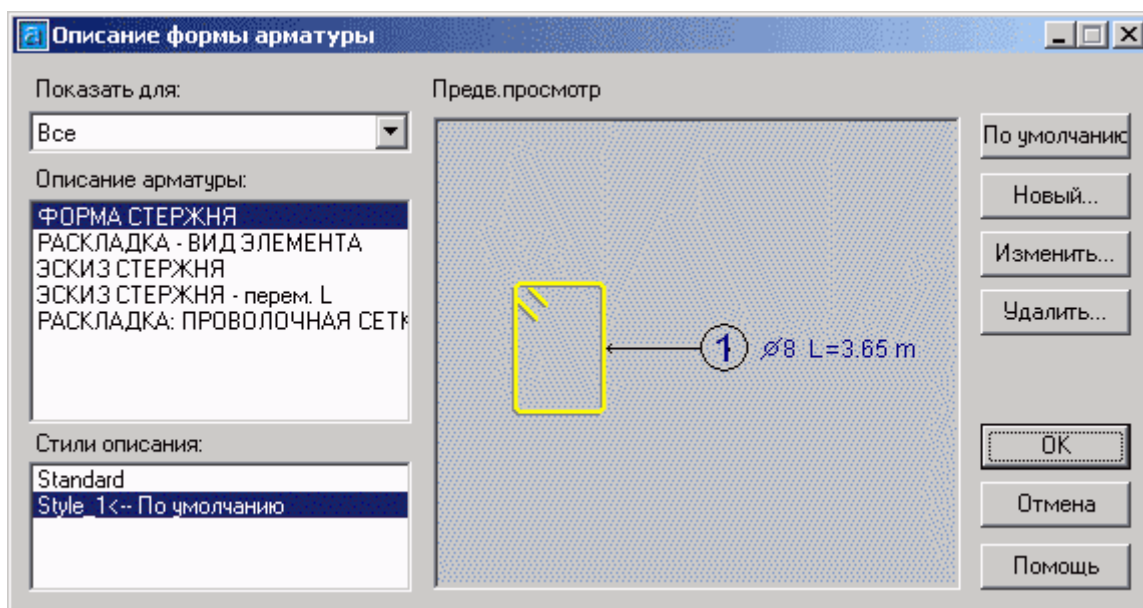 Описание формы арматуры
Показать для:
Все
Описание арматуры:
ФОРМА СТЕРЖНЯ
РАСКЛАДКА - ВИД ЭЛЕМЕНТА
ЭСКИЗ СТЕРЖНЯ
ЭСКИЗ СТЕРЖНЯ - перем. L
РАСКЛАДКА: ПРОВОЛОЧНАЯ СЕТК
Стили описания:
Standard
Style_1<-- По умолчанию
Предв.просмотр
1 ⌀8 L=3.65 m
По умолчанию
Новый...
Изменить...
Удалить...
OK
Отмена
Помощь